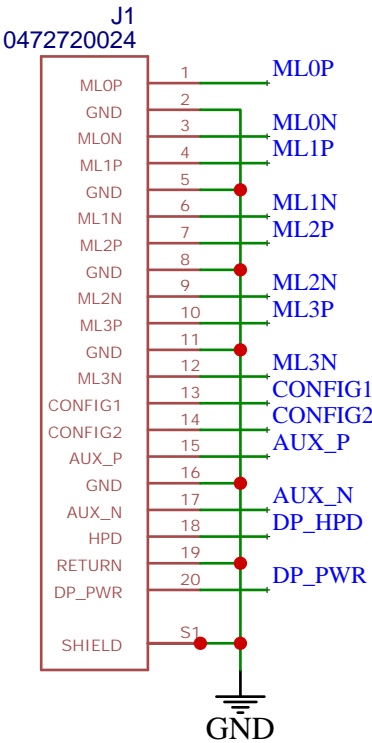 J1
0472720024
ML0P 1 ML0P
GND 2
ML0N 3 ML0N
ML1P 4 ML1P
GND 5
ML1N 6 ML1N
ML2P 7 ML2P
GND 8
ML2N 9 ML2N
ML3P 10 ML3P
GND 11
ML3N 12 ML3N
CONFIG1 13 CONFIG1
CONFIG2 14 CONFIG2
AUX_P 15 AUX_P
GND 16
AUX_N 17 AUX_N
HPD 18 DP_HPD
RETURN 19
DP_PWR 20 DP_PWR
SHIELD S1
GND